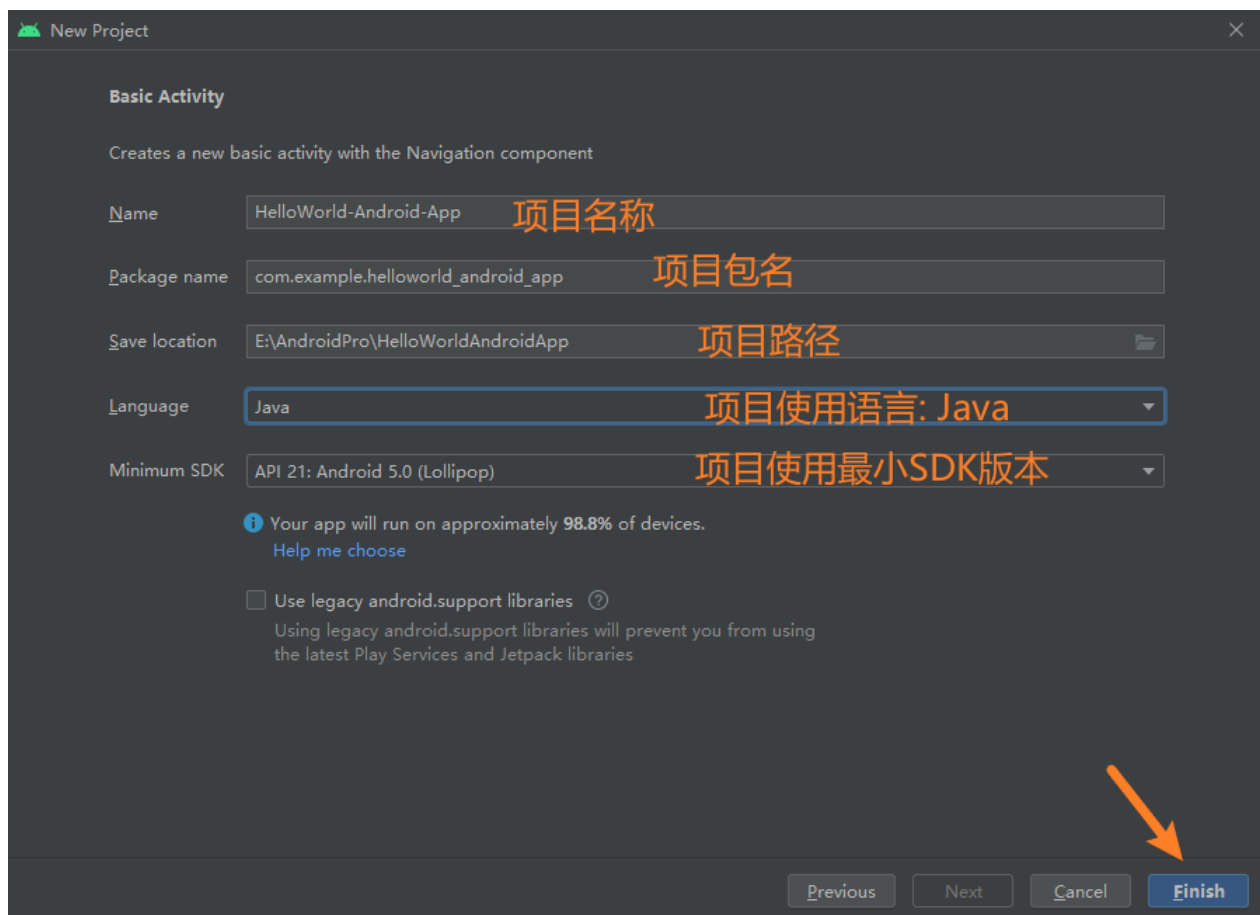 New Project
Basic Activity
Creates a new basic activity with the Navigation component
Name HelloWorld-Android-App 项目名称
Package name com.example.helloworld_android_app 项目包名
Save location E:\AndroidPro\HelloWorldAndroidApp 项目路径
Language Java 项目使用语言: Java
Minimum SDK API 21: Android 5.0 (Lollipop) 项目使用最小SDK版本
Your app will run on approximately 98.8% of devices.
Help me choose
Use legacy android.support libraries ?
Using legacy android.support libraries will prevent you from using
the latest Play Services and Jetpack libraries
Previous Next Cancel Finish